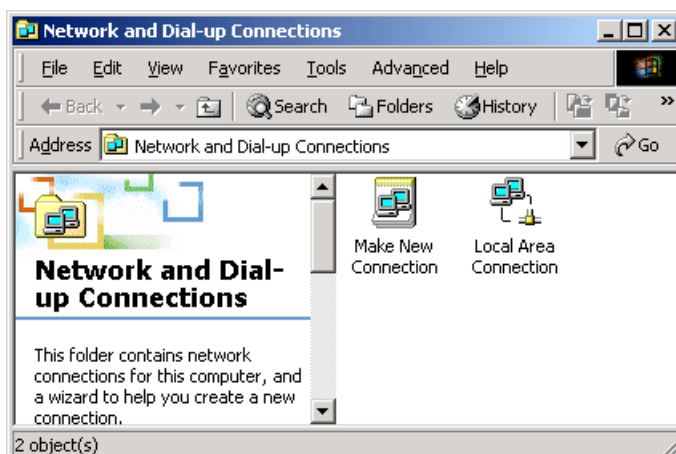 Network and Dial-up Connections
File Edit View Favorites Tools Advanced Help
Back Search Folders History »
Address Network and Dial-up Connections Go
Network and Dial-
up Connections
This folder contains network
connections for this computer, and
a wizard to help you create a new
connection.
Make New
Connection
Local Area
Connection
2 object(s)